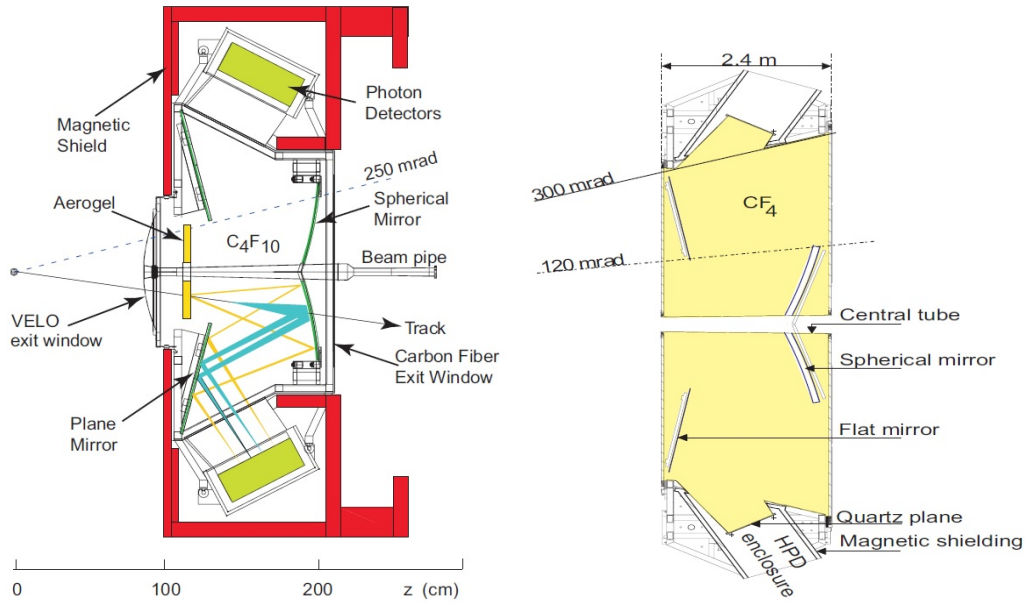 Photon
Detectors
Magnetic
Shield
250 mrad
Aerogel
Spherical
Mirror
C4F10
Beam pipe
VELO
exit window
Track
Carbon Fiber
Exit Window
Plane
Mirror
0
100
200
z (cm)
2.4 m
300 mrad
CF4
120 mrad
Central tube
Spherical mirror
Flat mirror
Quartz plane
Magnetic shielding
HPD
enclosure